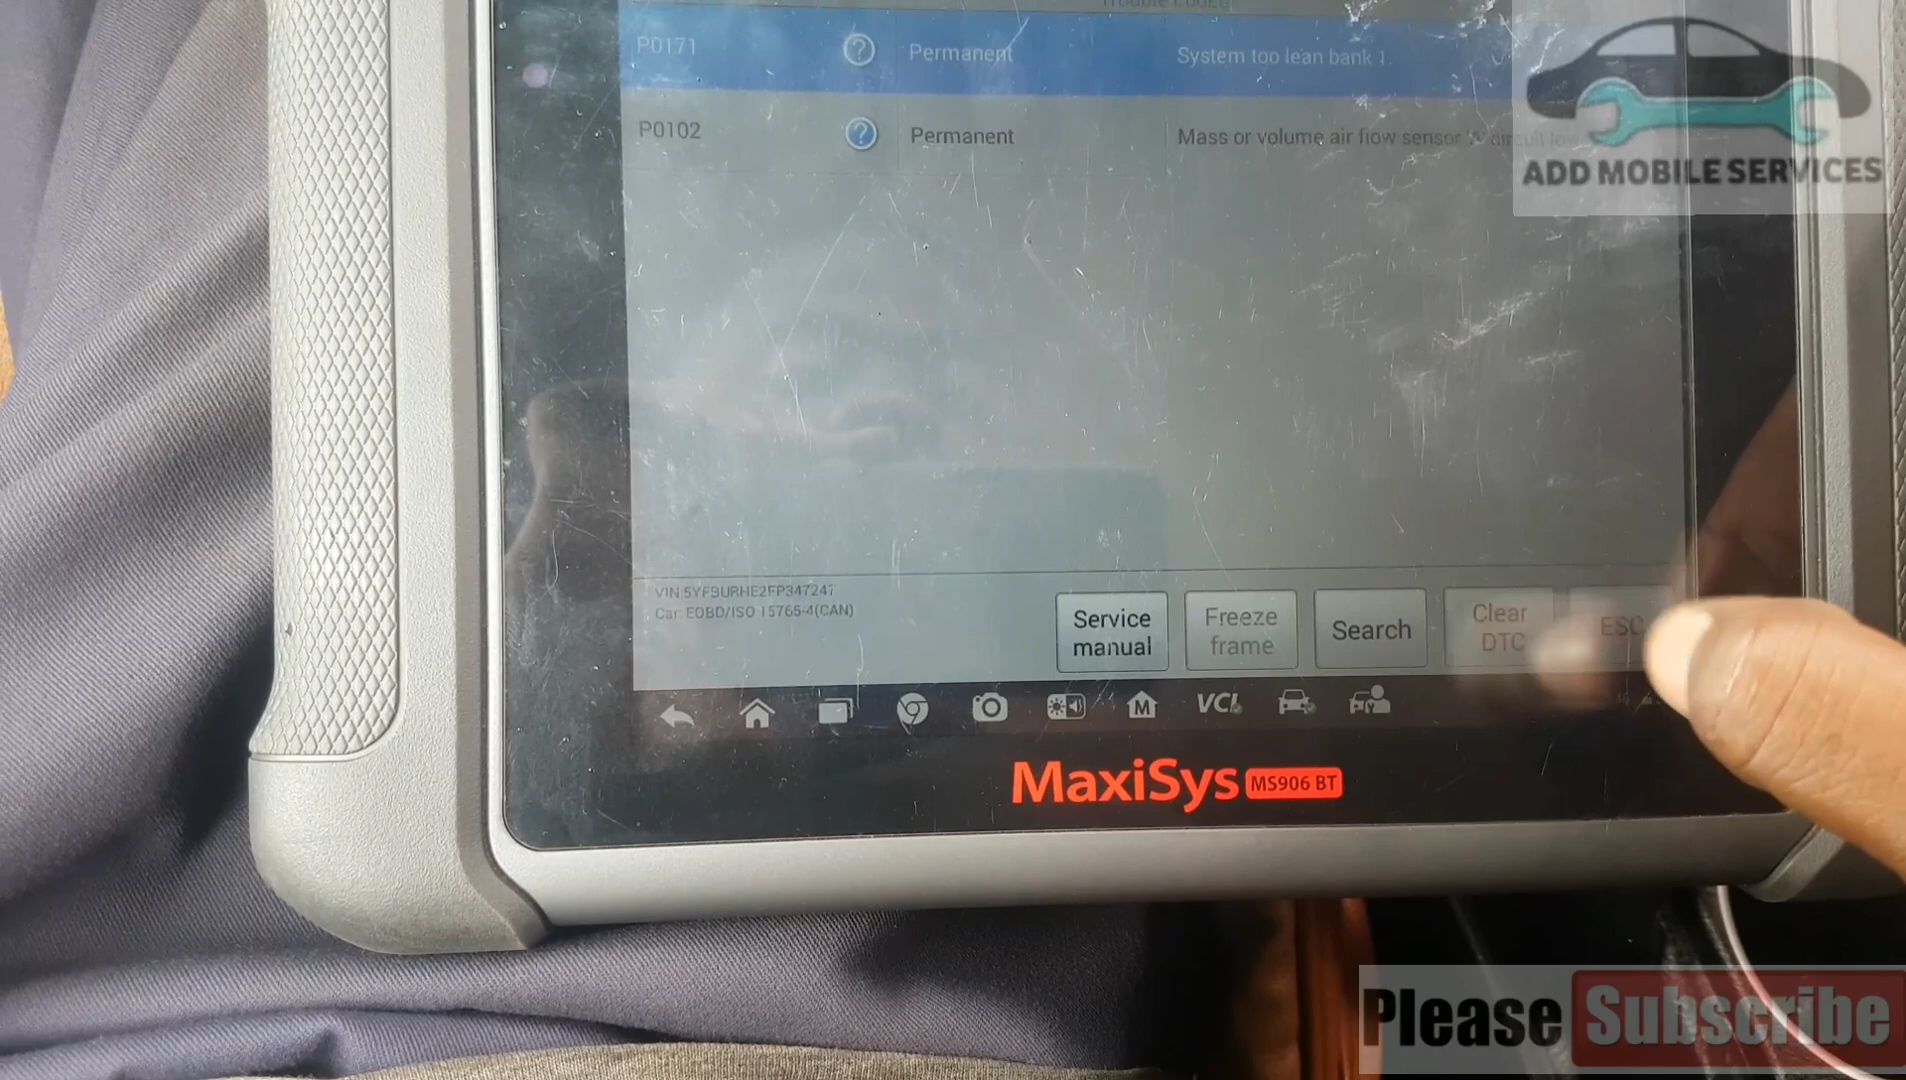 P0171 ? Permanent System too lean bank 1.
P0102 ? Permanent Mass or volume air flow sensor 'A' circuit low
ADD MOBILE SERVICES
VIN:5YFBURHE2FP347247
Car: EOBD/ISO 15765-4(CAN)
Service
manual
Freeze
frame
Search
Clear
DTC
ESC
M
VCI
MaxiSys MS906 BT
Please Subscribe